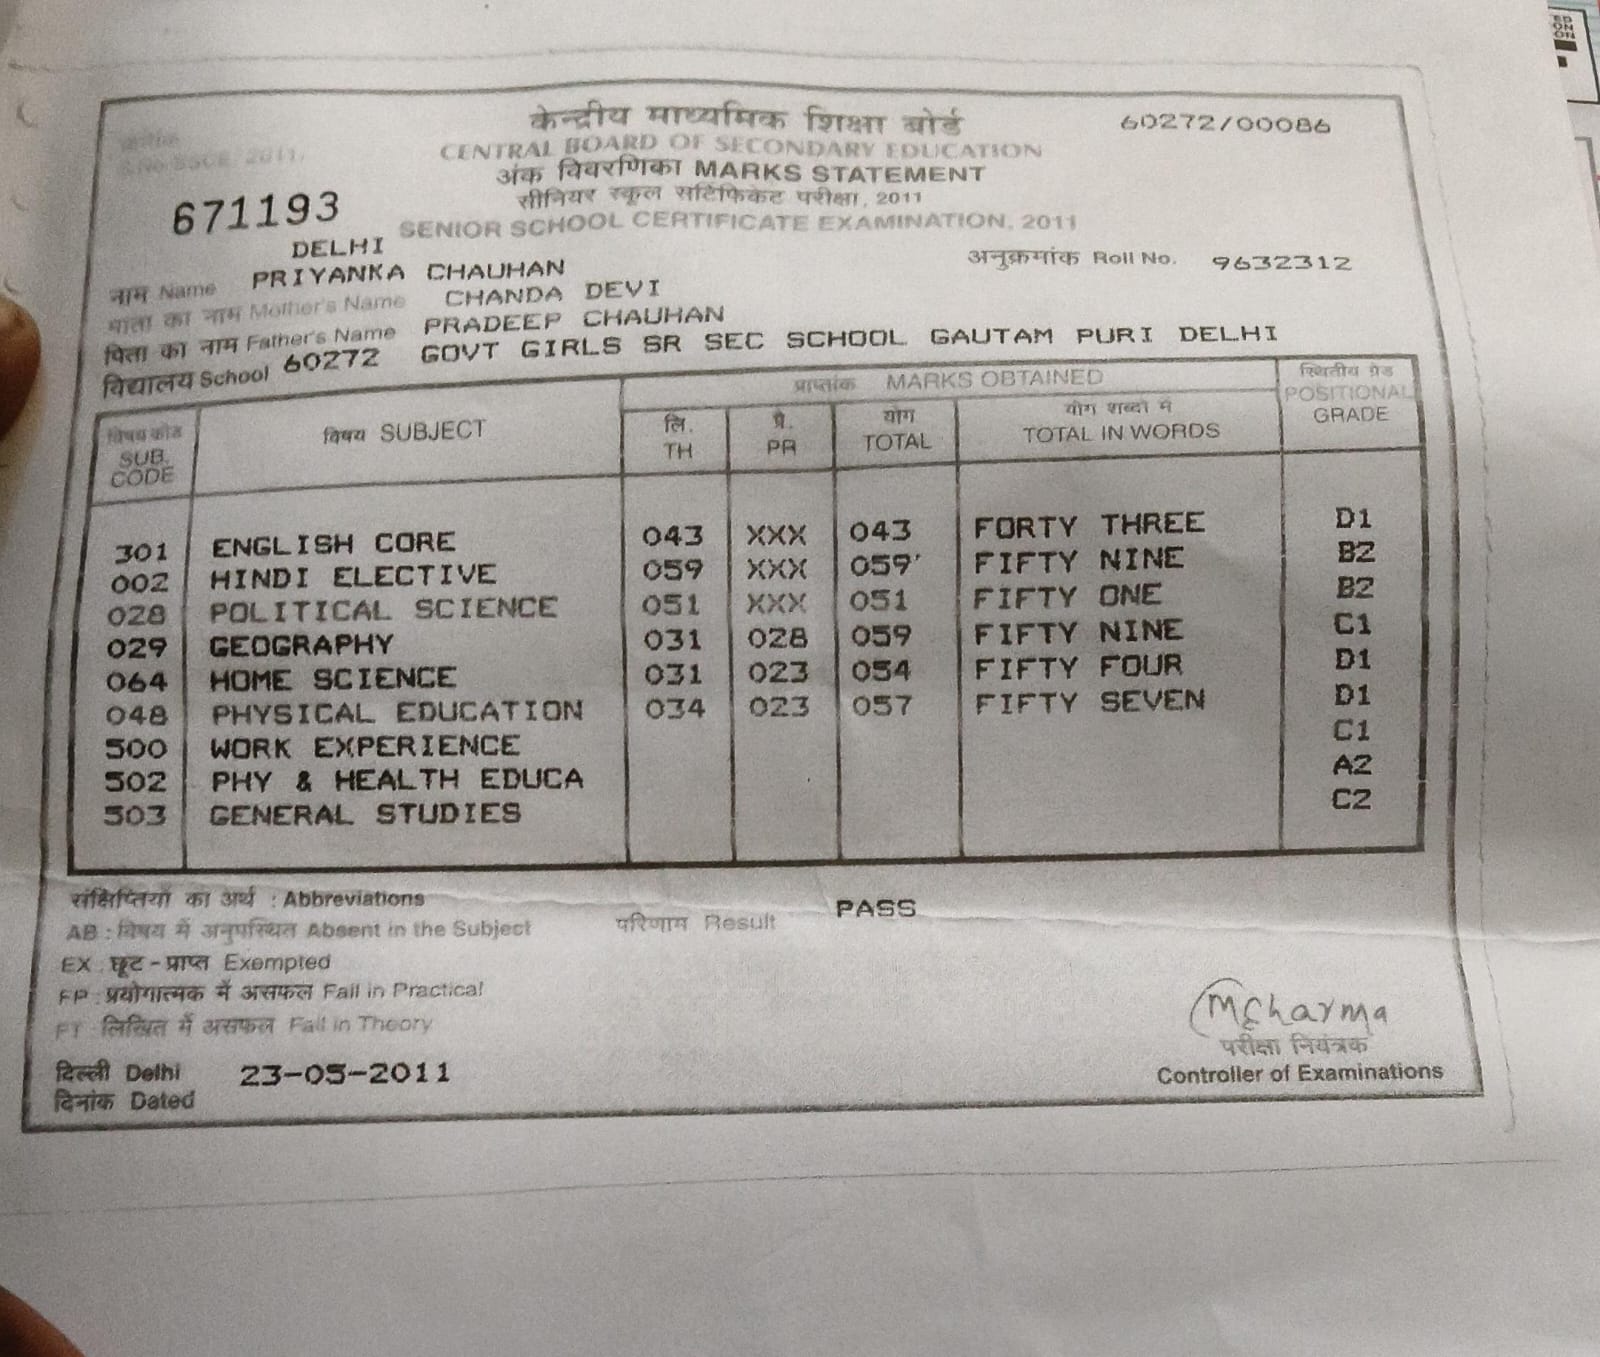 केन्द्रीय माध्यमिक शिक्षा बोर्ड 60272/00086
CENTRAL BOARD OF SECONDARY EDUCATION
अंक विवरणिका MARKS STATEMENT
सीनियर स्कूल सर्टिफिकेट परीक्षा, 2011
SENIOR SCHOOL CERTIFICATE EXAMINATION, 2011
671193
DELHI
अनुक्रमांक Roll No. 9632312
नाम Name PRIYANKA CHAUHAN
माता का नाम Mother's Name CHANDA DEVI
पिता का नाम Father's Name PRADEEP CHAUHAN
विद्यालय School 60272 GOVT GIRLS SR SEC SCHOOL GAUTAM PURI DELHI
विषय कोड SUB. CODE विषय SUBJECT प्राप्तांक MARKS OBTAINED स्थितीय ग्रेड POSITIONAL GRADE
लि. TH प्रै. PR योग TOTAL योग शब्दों में TOTAL IN WORDS
301 ENGLISH CORE 043 XXX 043 FORTY THREE D1
002 HINDI ELECTIVE 059 XXX 059 FIFTY NINE B2
028 POLITICAL SCIENCE 051 XXX 051 FIFTY ONE B2
029 GEOGRAPHY 031 028 059 FIFTY NINE C1
064 HOME SCIENCE 031 023 054 FIFTY FOUR D1
048 PHYSICAL EDUCATION 034 023 057 FIFTY SEVEN D1
500 WORK EXPERIENCE C1
502 PHY & HEALTH EDUCA A2
503 GENERAL STUDIES C2
संक्षिप्तियों का अर्थ : Abbreviations
AB : विषय में अनुपस्थित Absent in the Subject परिणाम Result PASS
EX : छूट - प्राप्त Exempted
FP : प्रयोगात्मक में असफल Fail in Practical
FT : लिखित में असफल Fail in Theory
MSharma
परीक्षा नियंत्रक
Controller of Examinations
दिल्ली Delhi 23-05-2011
दिनांक Dated